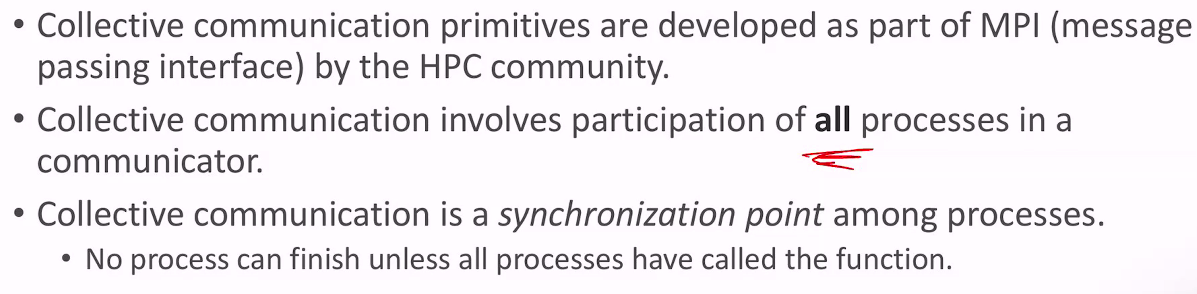 • Collective communication primitives are developed as part of MPI (message
passing interface) by the HPC community.
• Collective communication involves participation of all processes in a
communicator.
• Collective communication is a synchronization point among processes.
• No process can finish unless all processes have called the function.